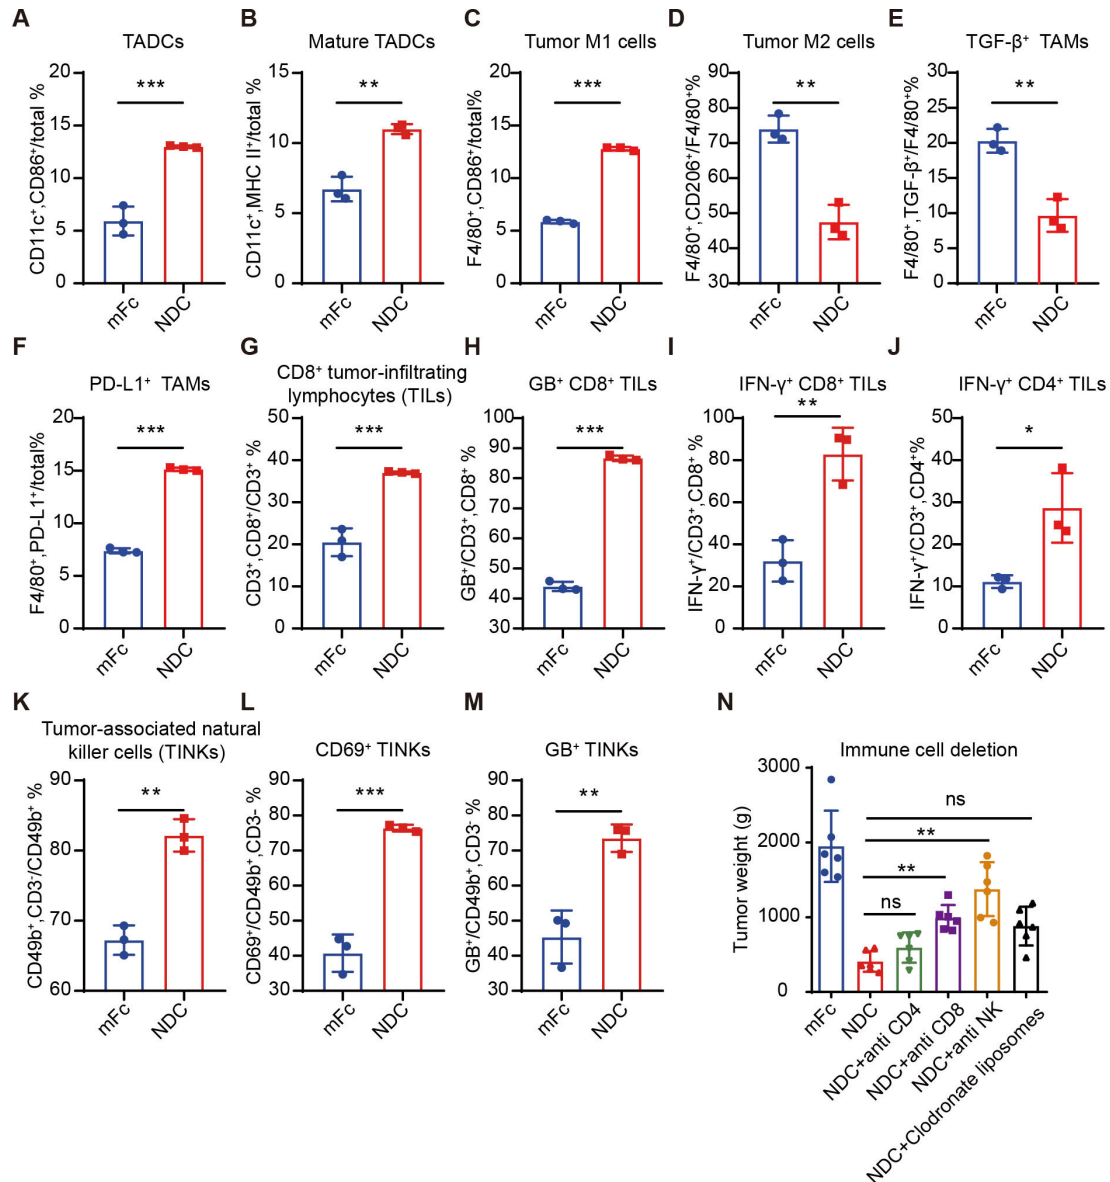 A
TADCs
CD11c⁺,CD86⁺/total %
20
15
10
5
0
mFc
NDC
***
B
Mature TADCs
CD11c⁺,MHC II⁺/total %
15
10
5
0
mFc
NDC
**
C
Tumor M1 cells
F4/80⁺,CD86⁺/total%
20
15
10
5
0
mFc
NDC
***
D
Tumor M2 cells
F4/80⁺,CD206⁺/F4/80⁺%
90
80
70
60
50
40
30
mFc
NDC
**
E
TGF-β⁺ TAMs
F4/80⁺,TGF-β⁺/F4/80⁺%
30
25
20
15
10
5
0
mFc
NDC
**
F
PD-L1⁺ TAMs
F4/80⁺,PD-L1⁺/total%
20
15
10
5
0
mFc
NDC
***
G
CD8⁺ tumor-infiltrating
lymphocytes (TILs)
CD3⁺,CD8⁺/CD3⁺ %
50
40
30
20
10
0
mFc
NDC
***
H
GB⁺ CD8⁺ TILs
GB⁺/CD3⁺,CD8⁺ %
100
90
80
70
60
50
40
30
mFc
NDC
***
I
IFN-γ⁺ CD8⁺ TILs
IFN-γ⁺/CD3⁺,CD8⁺ %
100
80
60
40
20
0
mFc
NDC
**
J
IFN-γ⁺ CD4⁺ TILs
IFN-γ⁺/CD3⁺,CD4⁺%
50
40
30
20
10
0
mFc
NDC
*
K
Tumor-associated natural
killer cells (TINKs)
CD49b⁺,CD3⁻/CD49b⁺ %
90
80
70
60
mFc
NDC
**
L
CD69⁺ TINKs
CD69⁺/CD49b⁺,CD3- %
90
80
70
60
50
40
30
mFc
NDC
***
M
GB⁺ TINKs
GB⁺/CD49b⁺,CD3⁻ %
90
80
70
60
50
40
30
mFc
NDC
**
N
Immune cell deletion
Tumor weight (g)
3000
2000
1000
0
ns
**
**
ns
mFc
NDC
NDC+anti CD4
NDC+anti CD8
NDC+anti NK
NDC+Clodronate liposomes